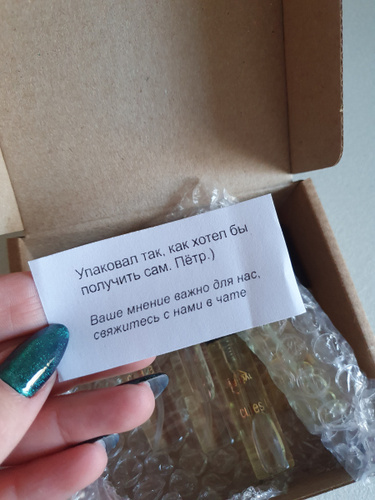 Упаковал так, как хотел бы
получить сам. Пётр.)
Ваше мнение важно для нас,
свяжитесь с нами в чате